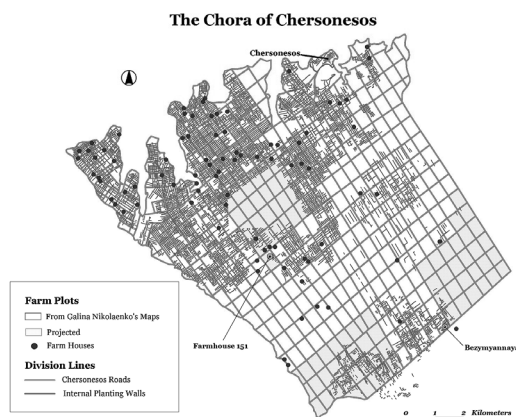 The Chora of Chersonesos
Chersonesos
Farm Plots
From Galina Nikolaenko's Maps
Projected
Farm Houses
Division Lines
Chersonesos Roads
Internal Planting Walls
Farmhouse 151
Bezymyannaya
0 1 2 Kilometers